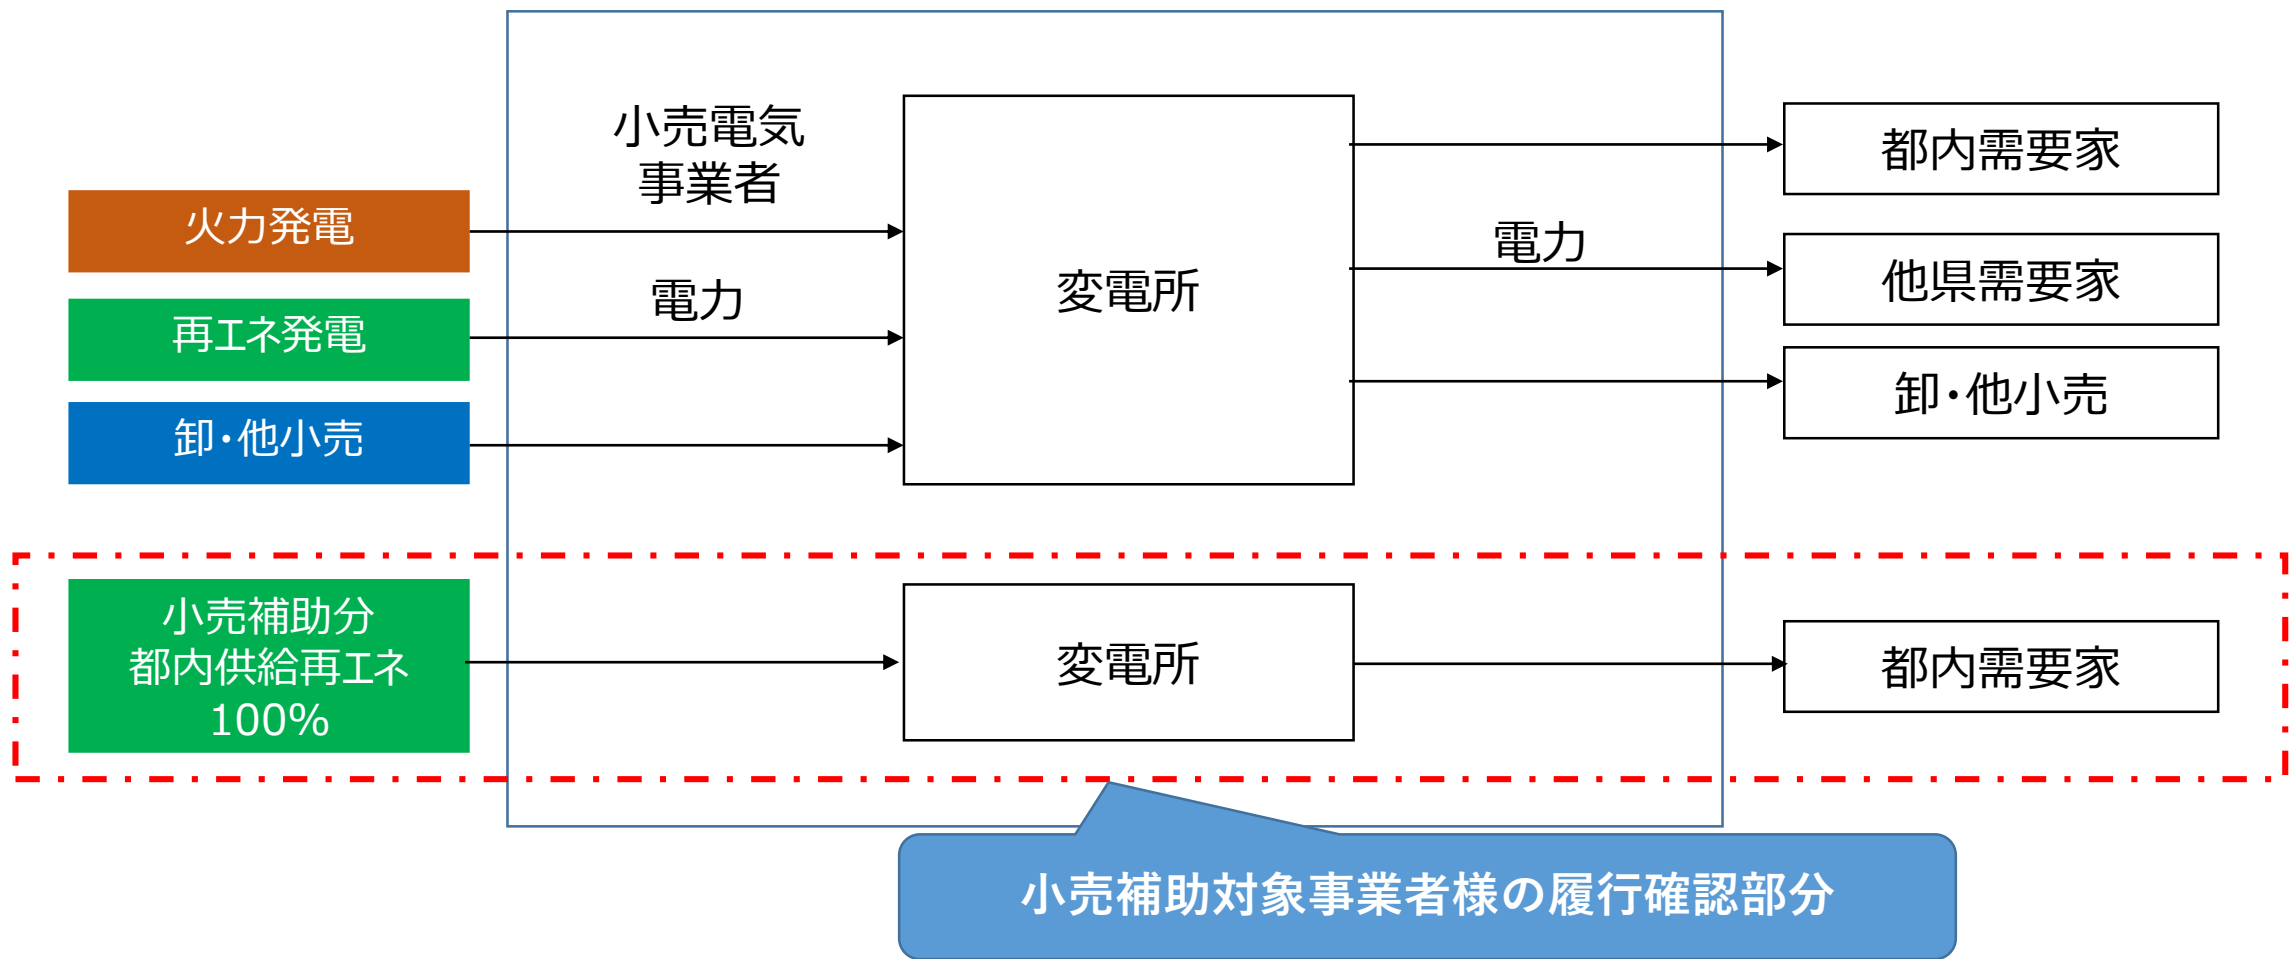 小売電気
事業者
火力発電
電力
再エネ発電
卸・他小売
変電所
電力
都内需要家
他県需要家
卸・他小売
小売補助分
都内供給再エネ
100%
変電所
都内需要家
小売補助対象事業者様の履行確認部分